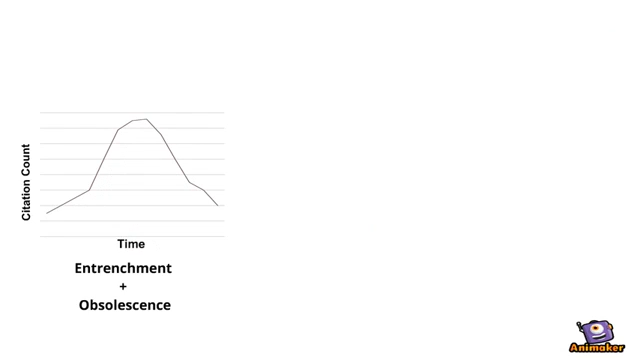 Citation Count
Time
Entrenchment
+
Obsolescence
Animaker